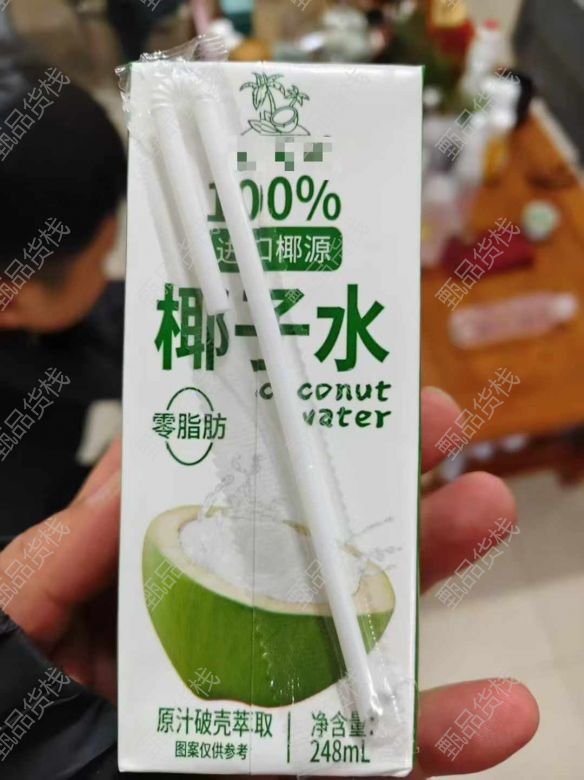 100%
进口椰源
椰子水
coconut
water
零脂肪
原汁破壳萃取
图案仅供参考
净含量:
248mL
甄品货栈